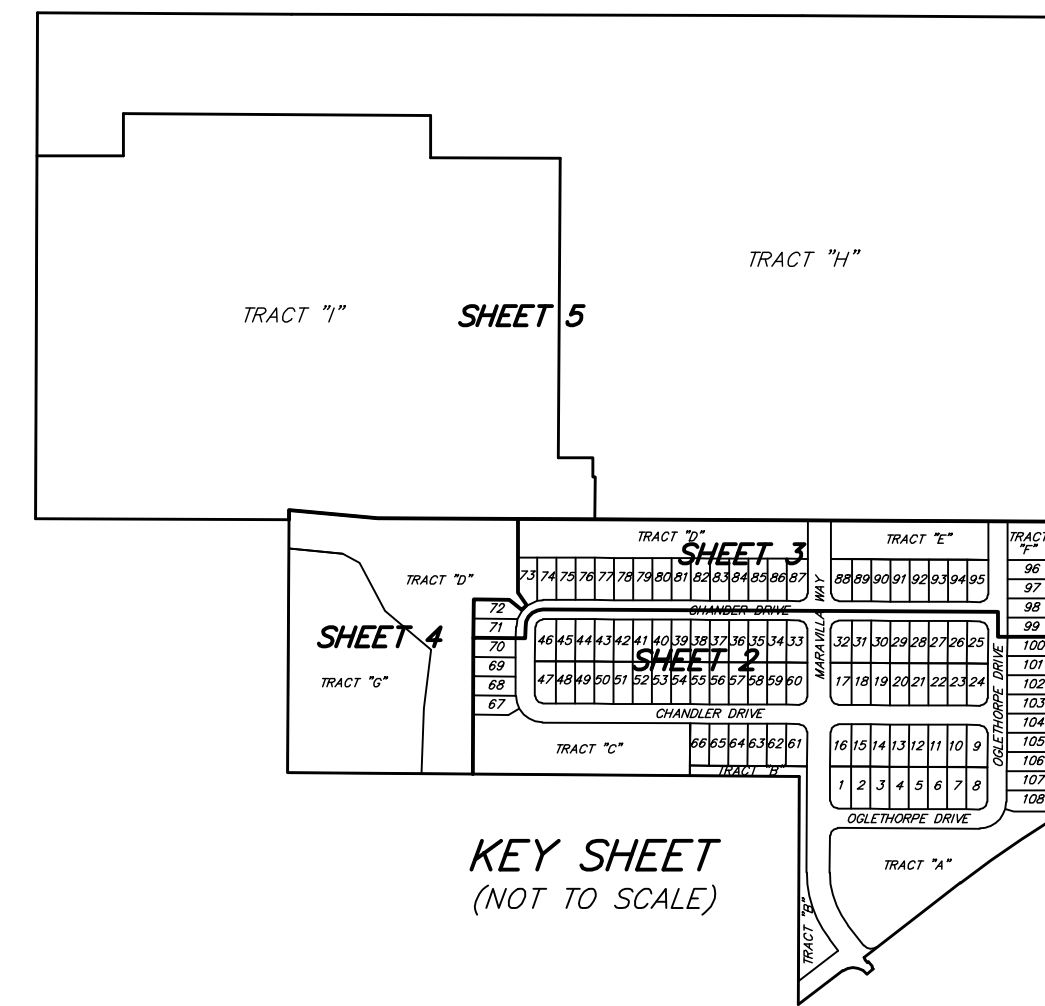 TRACT "H"
TRACT "I"
SHEET 5
TRACT "D"
SHEET 3
TRACT "E"
TRACT "F"
73 74 75 76 77 78 79 80 81 82 83 84 85 86 87
88 89 90 91 92 93 94 95
96
97
98
99
100
101
102
103
104
105
106
107
108
TRACT "D"
SHEET 4
TRACT "G"
72
71
70
69
68
67
CHANDER DRIVE
MARAVILLA WAY
46 45 44 43 42 41 40 39 38 37 36 35 34 33
SHEET 2
47 48 49 50 51 52 53 54 55 56 57 58 59 60
32 31 30 29 28 27 26 25
17 18 19 20 21 22 23 24
OGLETHORPE DRIVE
CHANDLER DRIVE
TRACT "C"
66 65 64 63 62 61
TRACT "B"
16 15 14 13 12 11 10 9
1 2 3 4 5 6 7 8
OGLETHORPE DRIVE
TRACT "A"
TRACT "B"
KEY SHEET
(NOT TO SCALE)